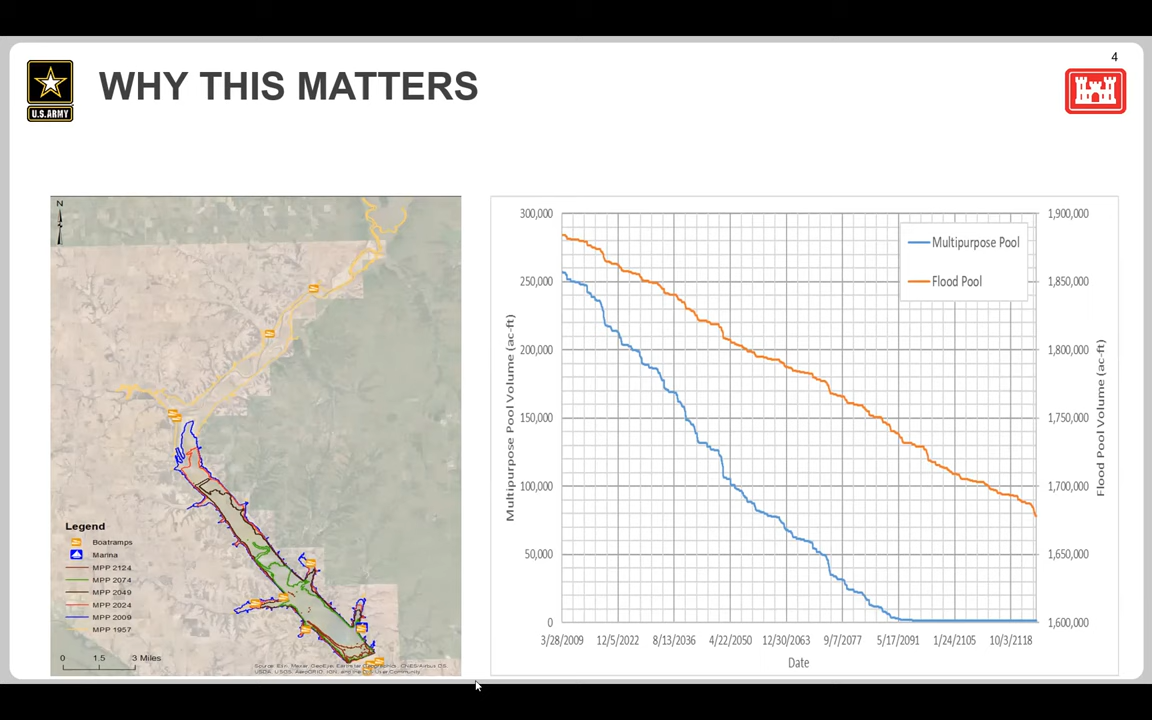 4
U.S.ARMY
WHY THIS MATTERS
N
Legend
Boatramps
Marina
MPP 2124
MPP 2074
MPP 2049
MPP 2024
MPP 2009
MPP 1957
0 1.5 3 Miles
Multipurpose Pool Volume (ac-ft)
300,000
250,000
200,000
150,000
100,000
50,000
0
Multipurpose Pool
Flood Pool
1,900,000
1,850,000
1,800,000
1,750,000
1,700,000
1,650,000
1,600,000
Flood Pool Volume (ac-ft)
3/28/2009 12/5/2022 8/13/2036 4/22/2050 12/30/2063 9/7/2077 5/17/2091 1/24/2105 10/3/2118
Date